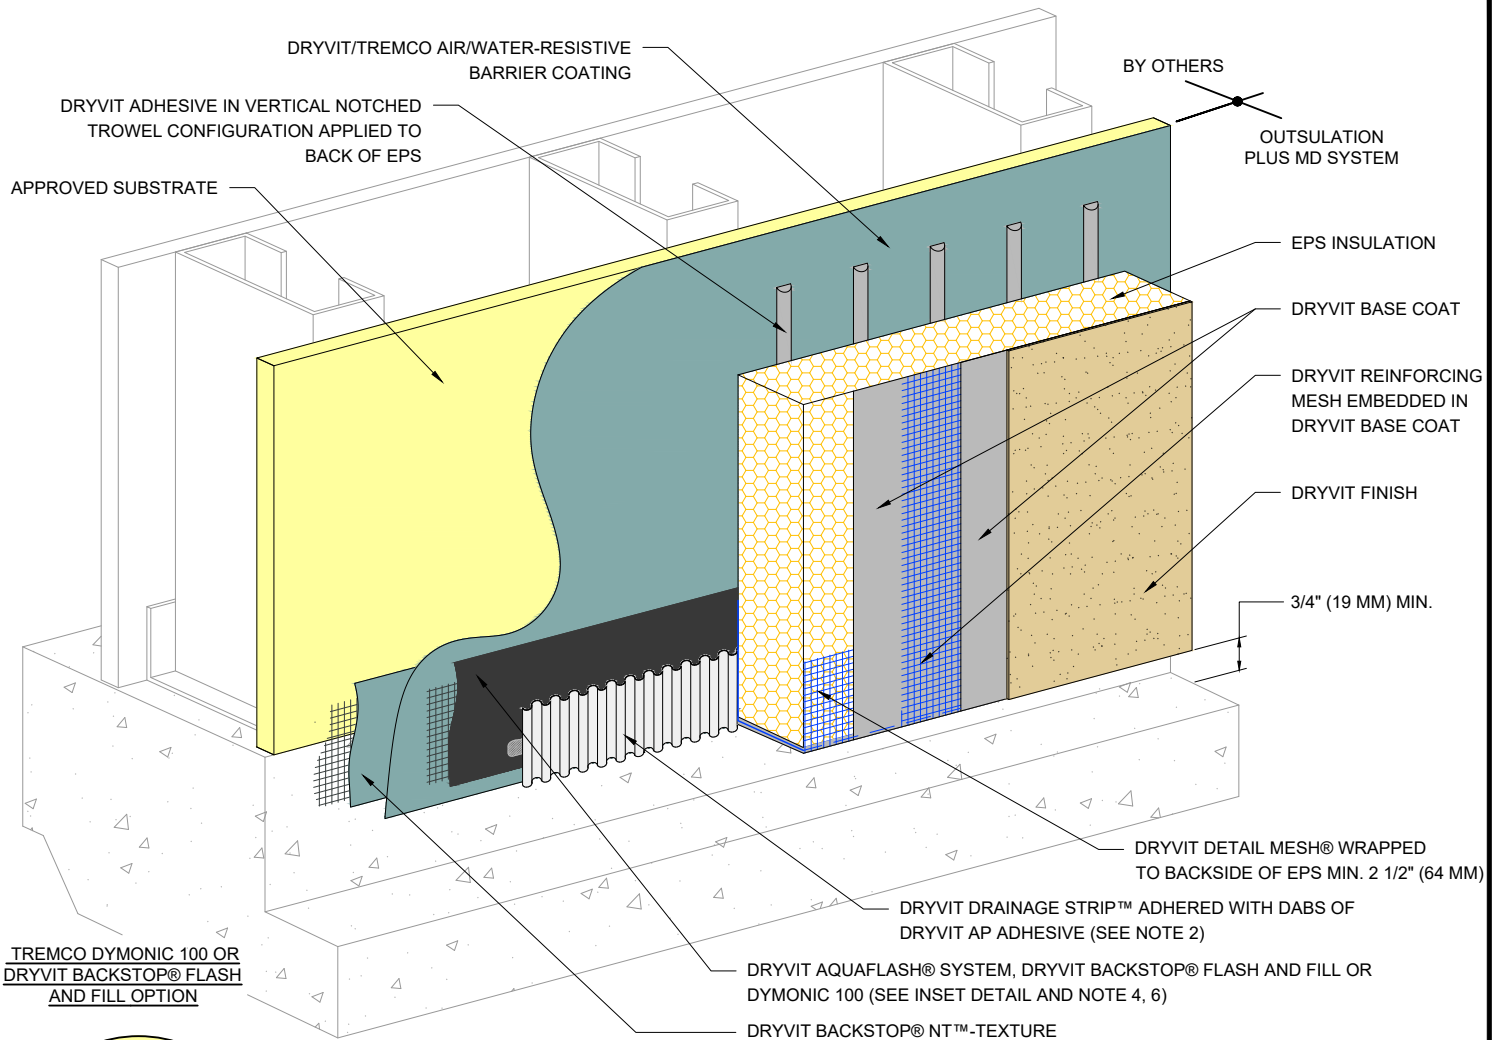 DRYVIT/TREMCO AIR/WATER-RESISTIVE
BARRIER COATING
DRYVIT ADHESIVE IN VERTICAL NOTCHED
TROWEL CONFIGURATION APPLIED TO
BACK OF EPS
APPROVED SUBSTRATE
BY OTHERS
OUTSULATION
PLUS MD SYSTEM
EPS INSULATION
DRYVIT BASE COAT
DRYVIT REINFORCING
MESH EMBEDDED IN
DRYVIT BASE COAT
DRYVIT FINISH
3/4" (19 MM) MIN.
DRYVIT DETAIL MESH® WRAPPED
TO BACKSIDE OF EPS MIN. 2 1/2" (64 MM)
DRYVIT DRAINAGE STRIP™ ADHERED WITH DABS OF
DRYVIT AP ADHESIVE (SEE NOTE 2)
DRYVIT AQUAFLASH® SYSTEM, DRYVIT BACKSTOP® FLASH AND FILL OR
DYMONIC 100 (SEE INSET DETAIL AND NOTE 4, 6)
DRYVIT BACKSTOP® NT™-TEXTURE
TREMCO DYMONIC 100 OR
DRYVIT BACKSTOP® FLASH
AND FILL OPTION